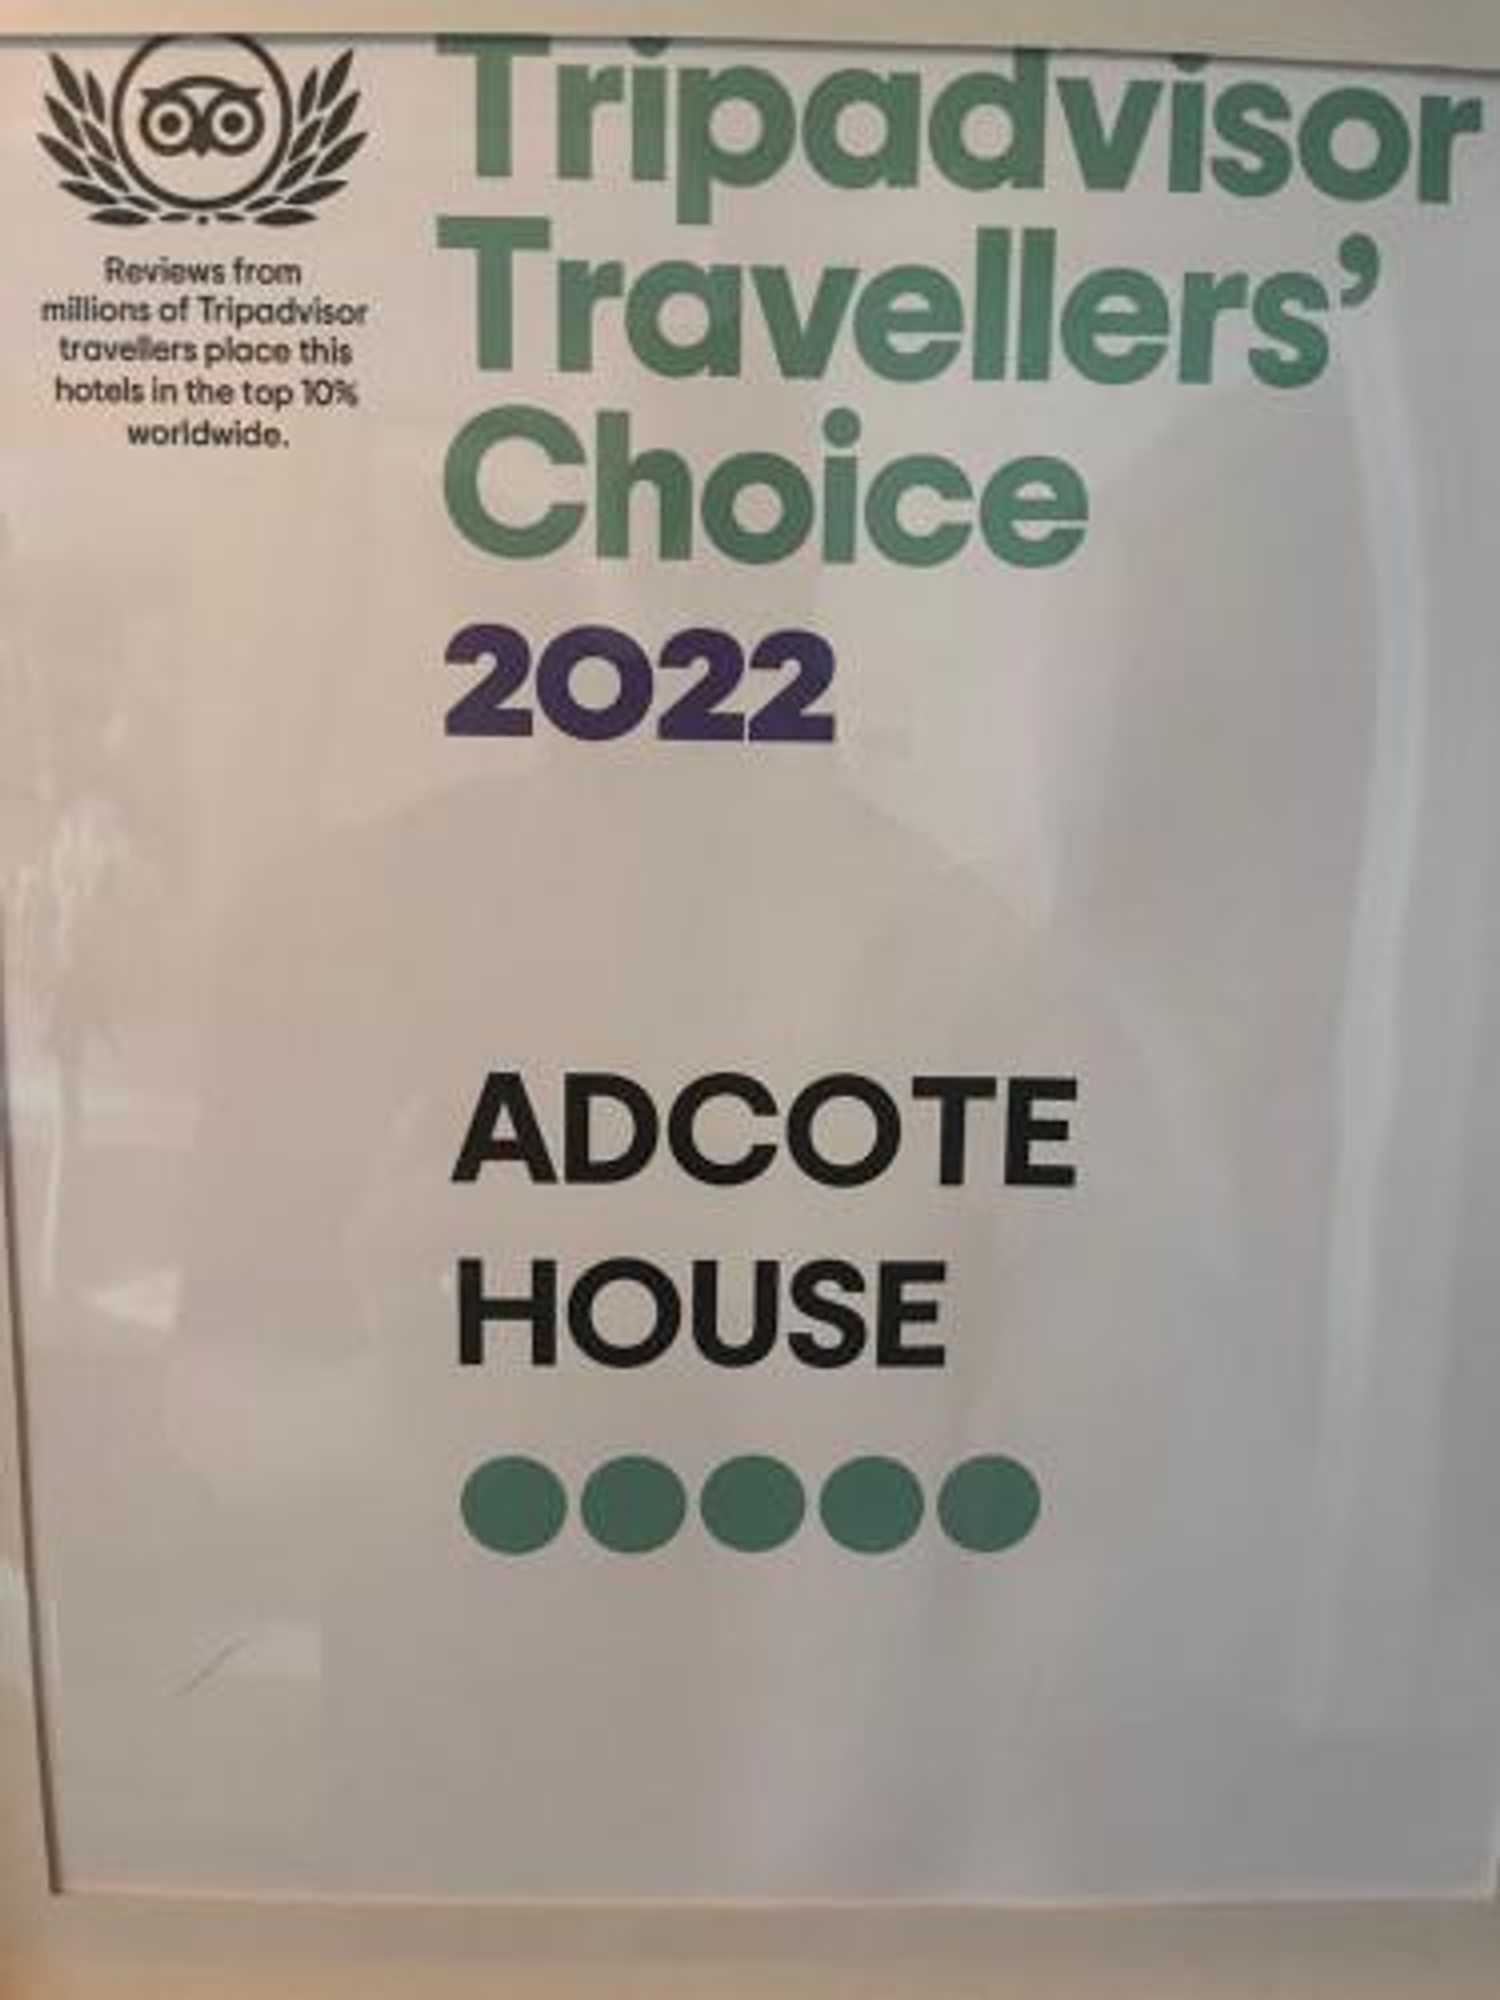 Tripadvisor
Travellers’
Choice
2022
Reviews from
millions of Tripadvisor
travellers place this
hotels in the top 10%
worldwide.
ADCOTE
HOUSE